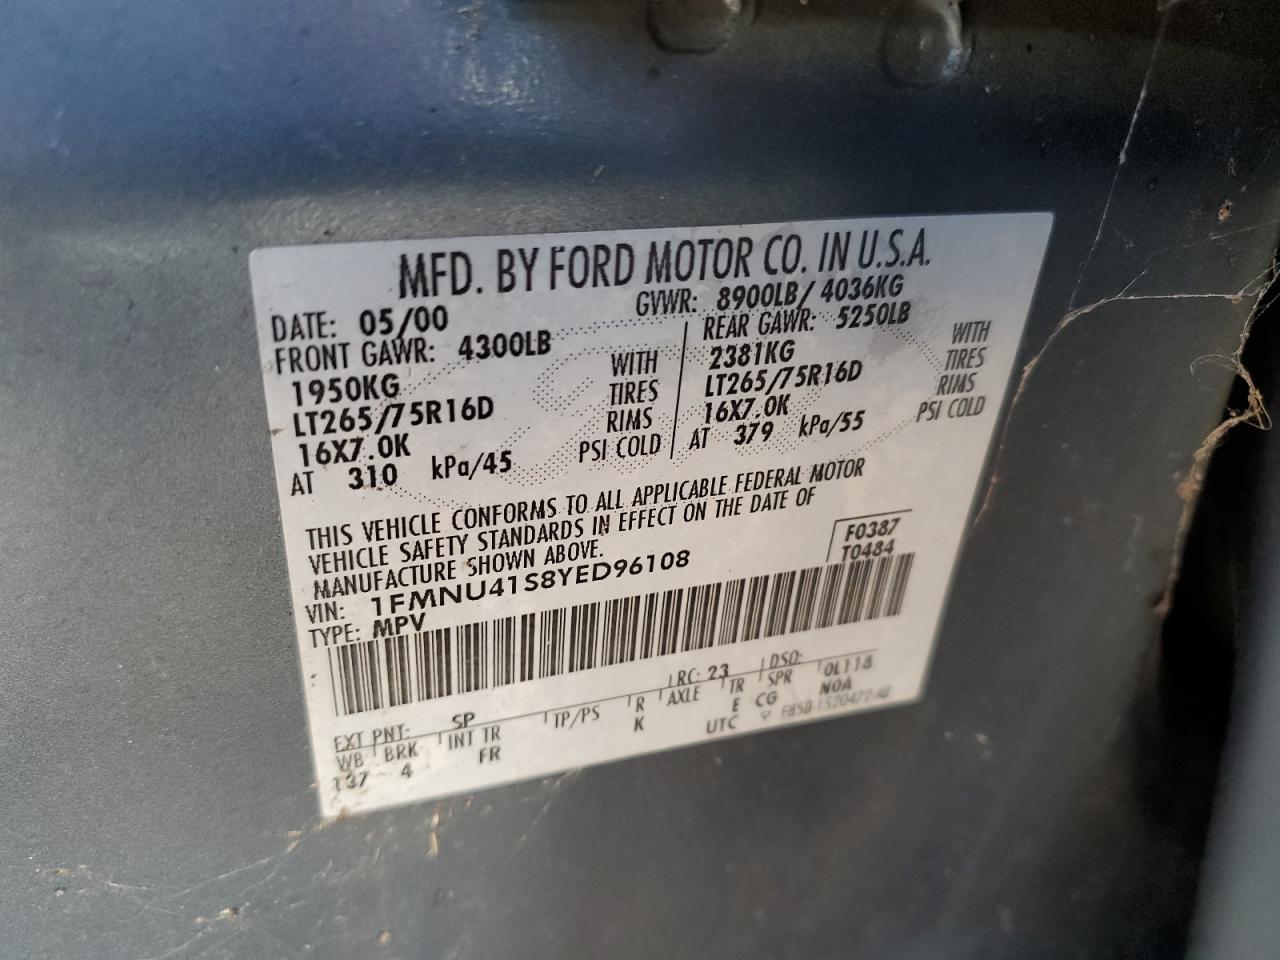 MFD. BY FORD MOTOR CO. IN U.S.A.
DATE: 05/00 GVWR: 8900LB/ 4036KG
FRONT GAWR: 4300LB REAR GAWR: 5250LB
1950KG WITH 2381KG WITH
LT265/75R16D TIRES LT265/75R16D TIRES
16X7.0K RIMS 16X7.0K RIMS
AT 310 kPa/45 PSI COLD AT 379 kPa/55 PSI COLD
THIS VEHICLE CONFORMS TO ALL APPLICABLE FEDERAL MOTOR
VEHICLE SAFETY STANDARDS IN EFFECT ON THE DATE OF
MANUFACTURE SHOWN ABOVE.
F0387
T0484
VIN: 1FMNU41S8YED96108
TYPE: MPV
EXT PNT: SP RC: 23 DSO: 0L118
WB BRK INT TR TP/PS R AXLE TR SPR N0A
137 4 FR K E CG
UTC F85B-1520472-AB